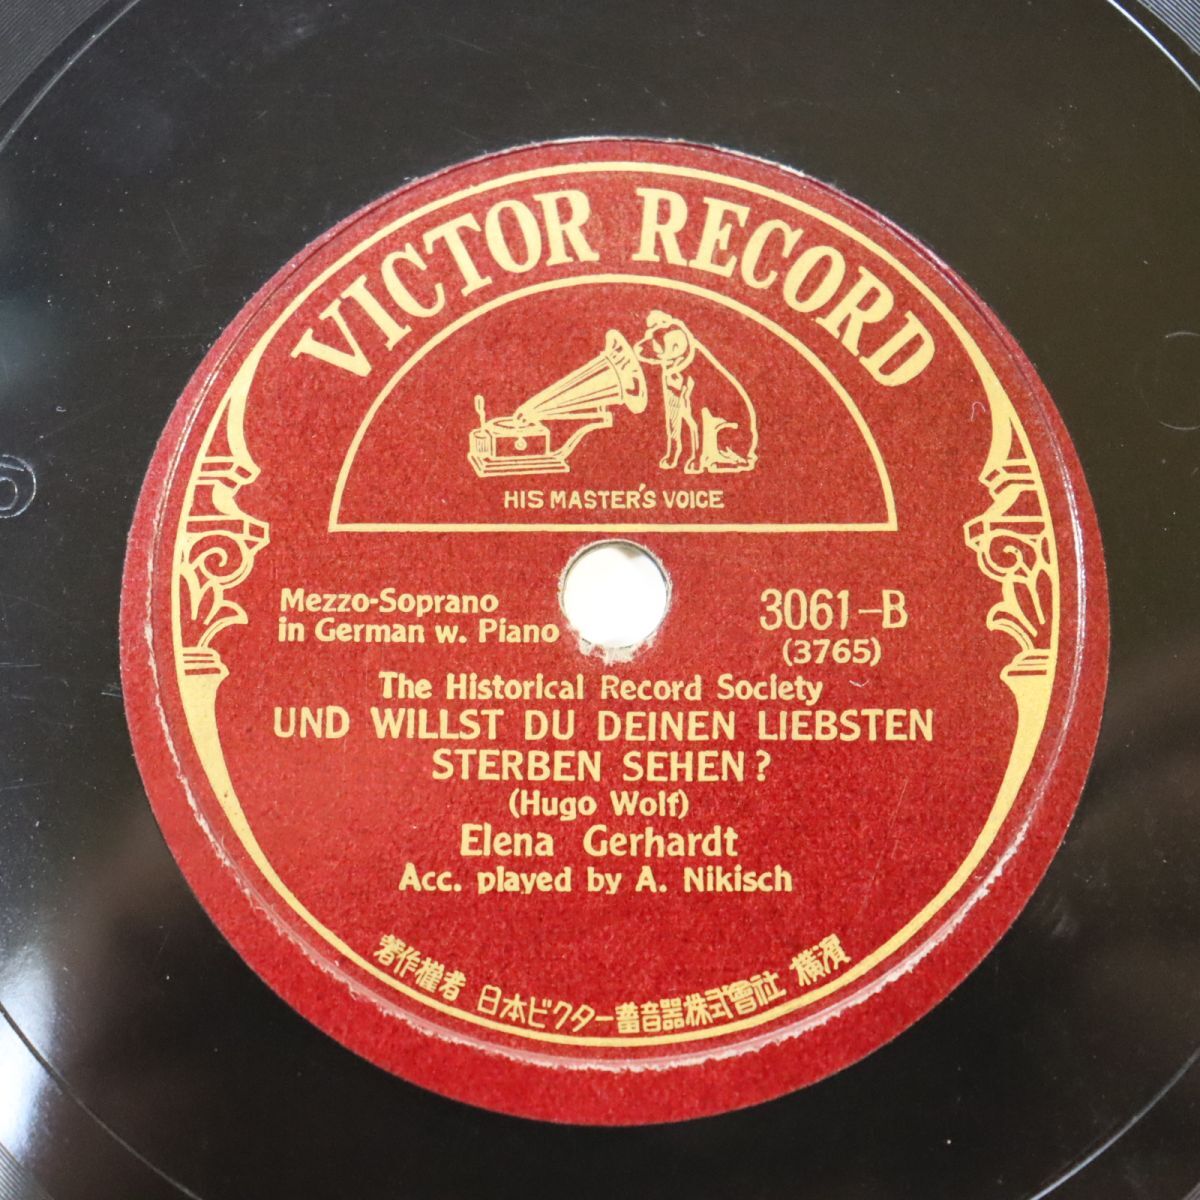 VICTOR RECORD
HIS MASTER'S VOICE
Mezzo-Soprano
in German w. Piano
3061-B
(3765)
The Historical Record Society
UND WILLST DU DEINEN LIEBSTEN
STERBEN SEHEN?
(Hugo Wolf)
Elena Gerhardt
Acc. played by A. Nikisch
著作權者 日本ビクター蓄音器株式會社 橫濱